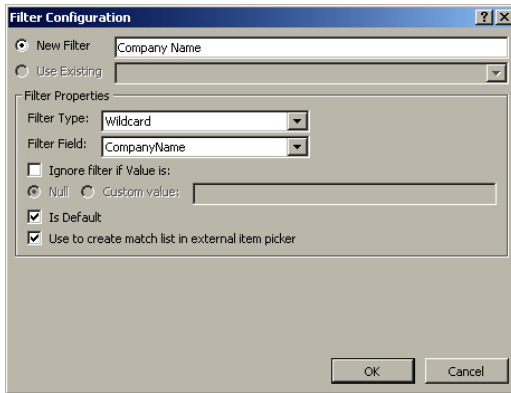 Filter Configuration
New Filter Company Name
Use Existing
Filter Properties
Filter Type: Wildcard
Filter Field: CompanyName
Ignore filter if Value is:
Null Custom value:
Is Default
Use to create match list in external item picker
OK Cancel